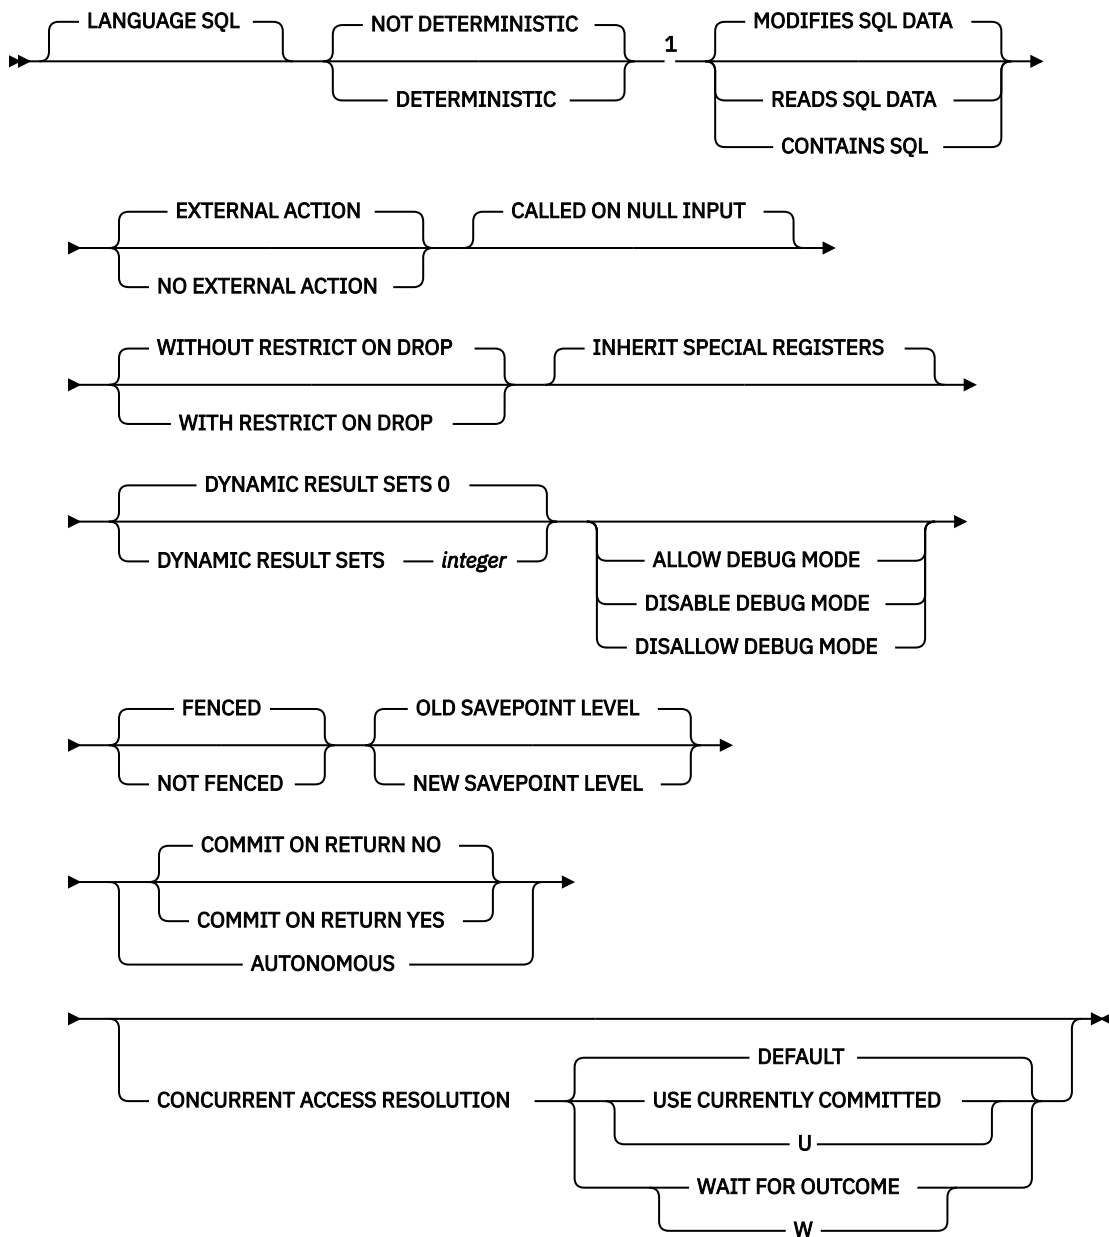 LANGUAGE SQL NOT DETERMINISTIC 1 MODIFIES SQL DATA
DETERMINISTIC READS SQL DATA
CONTAINS SQL
EXTERNAL ACTION CALLED ON NULL INPUT
NO EXTERNAL ACTION
WITHOUT RESTRICT ON DROP INHERIT SPECIAL REGISTERS
WITH RESTRICT ON DROP
DYNAMIC RESULT SETS 0
DYNAMIC RESULT SETS integer ALLOW DEBUG MODE
DISABLE DEBUG MODE
DISALLOW DEBUG MODE
FENCED OLD SAVEPOINT LEVEL
NOT FENCED NEW SAVEPOINT LEVEL
COMMIT ON RETURN NO
COMMIT ON RETURN YES
AUTONOMOUS
DEFAULT
CONCURRENT ACCESS RESOLUTION USE CURRENTLY COMMITTED
U
WAIT FOR OUTCOME
W